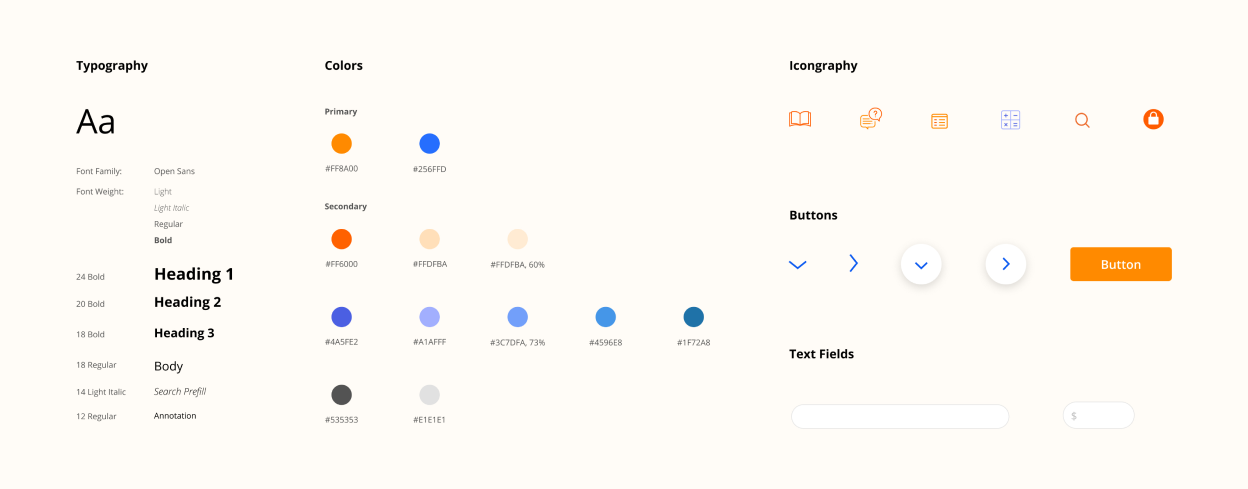 Typography
Aa
Font Family: Open Sans
Font Weight: Light
Light Italic
Regular
Bold
24 Bold Heading 1
20 Bold Heading 2
18 Bold Heading 3
18 Regular Body
14 Light Italic Search Prefill
12 Regular Annotation
Colors
Primary
#FF8A00 #256FFD
Secondary
#FF6000 #FFDFBA #FFDFBA, 60%
#4A5FE2 #A1AFFF #3C7DFA, 73% #4596E8 #1F72A8
#535353 #E1E1E1
Icongraphy
?
+ −
× =
Buttons
Button
Text Fields
$